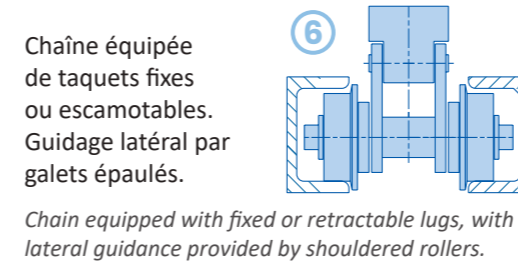 Chaîne équipée
de taquets fixes
ou escamotables.
Guidage latéral par
galets épaulés.
6
Chain equipped with fixed or retractable lugs, with
lateral guidance provided by shouldered rollers.